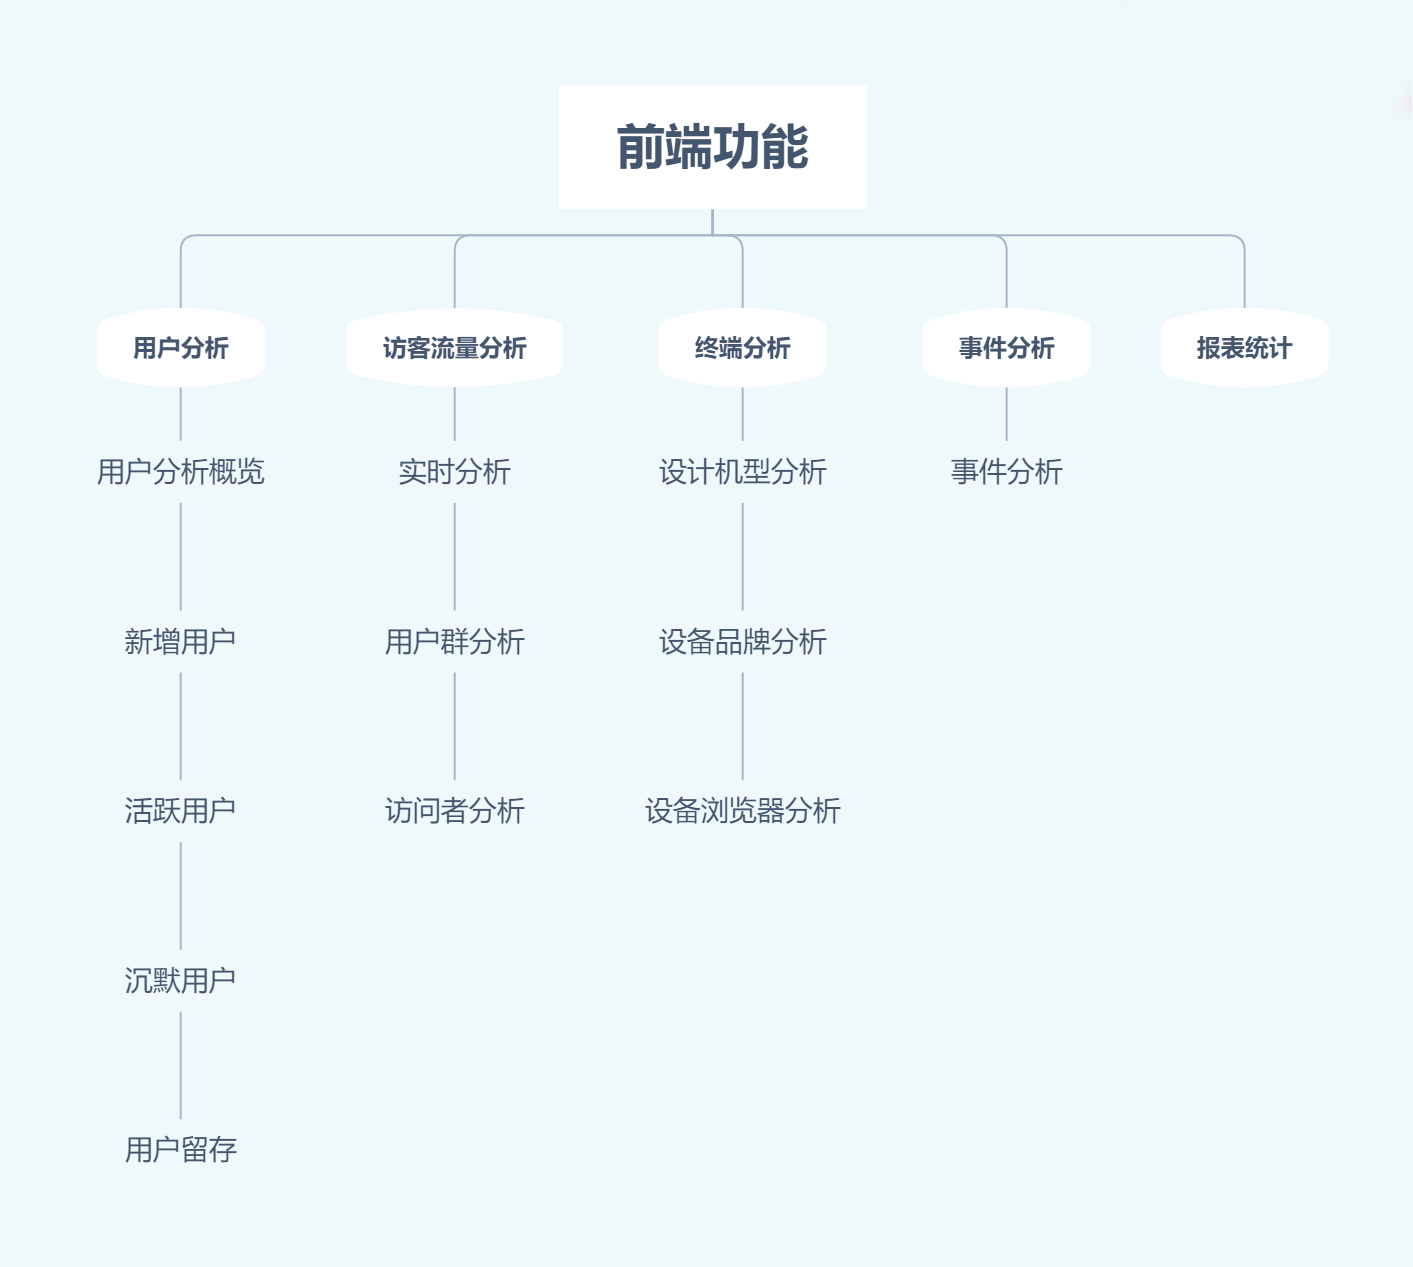 前端功能
用户分析
访客流量分析
终端分析
事件分析
报表统计
用户分析概览
实时分析
设计机型分析
事件分析
新增用户
用户群分析
设备品牌分析
活跃用户
访问者分析
设备浏览器分析
沉默用户
用户留存